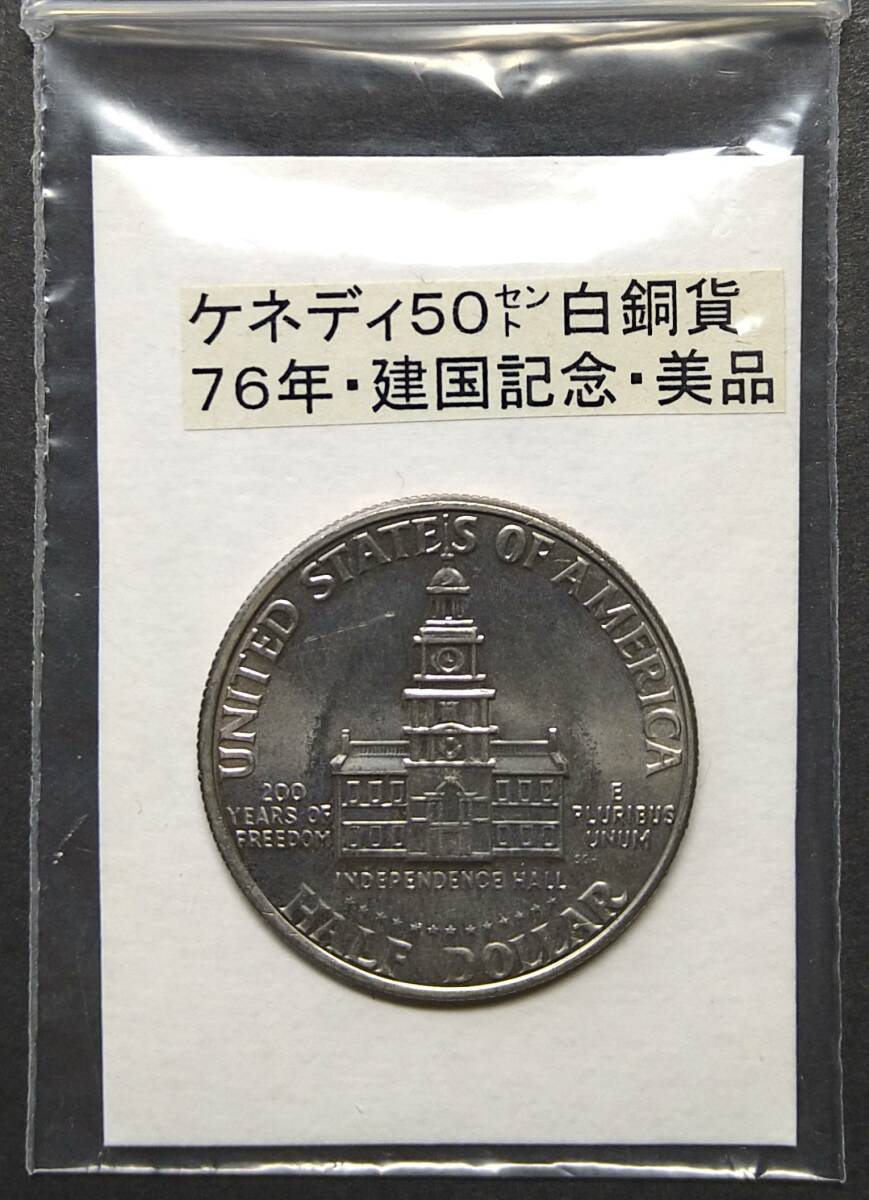 ケネディ50セント白銅貨
76年・建国記念・美品
UNITED STATES OF AMERICA
200
YEARS OF
FREEDOM
E
PLURIBUS
UNUM
INDEPENDENCE HALL
HALF DOLLAR